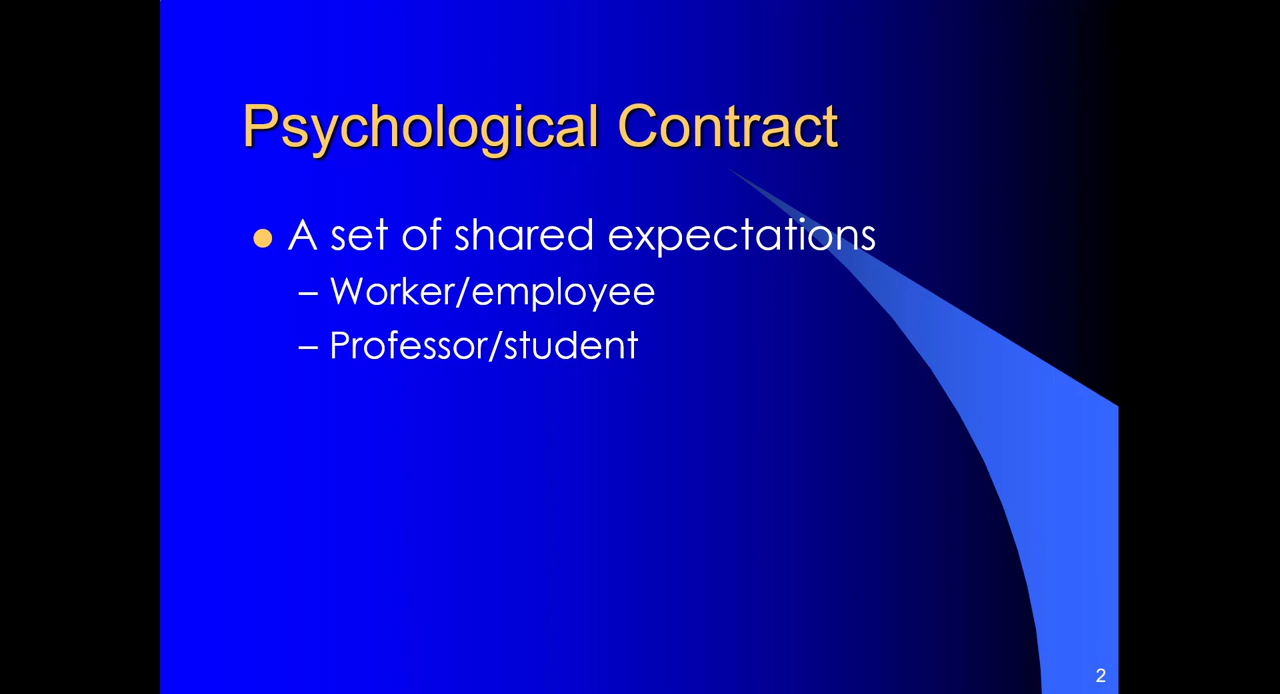 Psychological Contract
● A set of shared expectations
– Worker/employee
– Professor/student
2